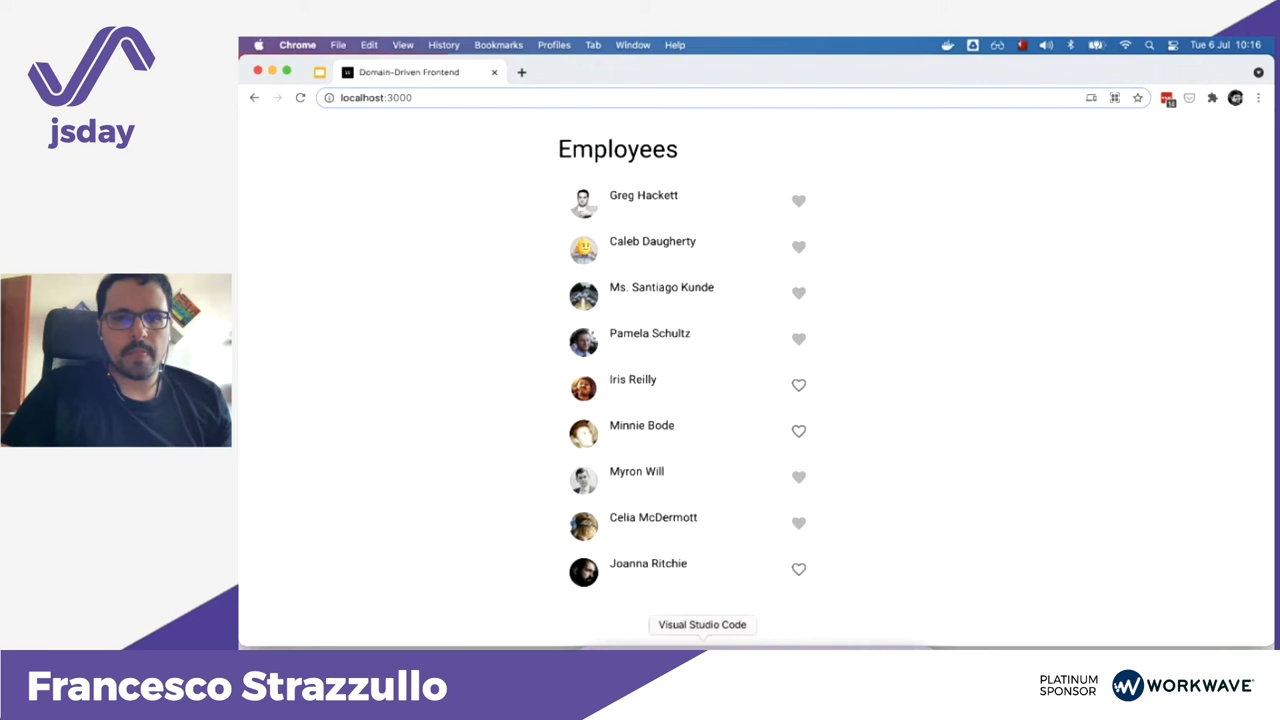 jsday
Chrome File Edit View History Bookmarks Profiles Tab Window Help
Tue 6 Jul 10:16
Domain-Driven Frontend
localhost:3000
Employees
Greg Hackett
Caleb Daugherty
Ms. Santiago Kunde
Pamela Schultz
Iris Reilly
Minnie Bode
Myron Will
Celia McDermott
Joanna Ritchie
Visual Studio Code
Francesco Strazzullo
PLATINUM
SPONSOR
WORKWAVE